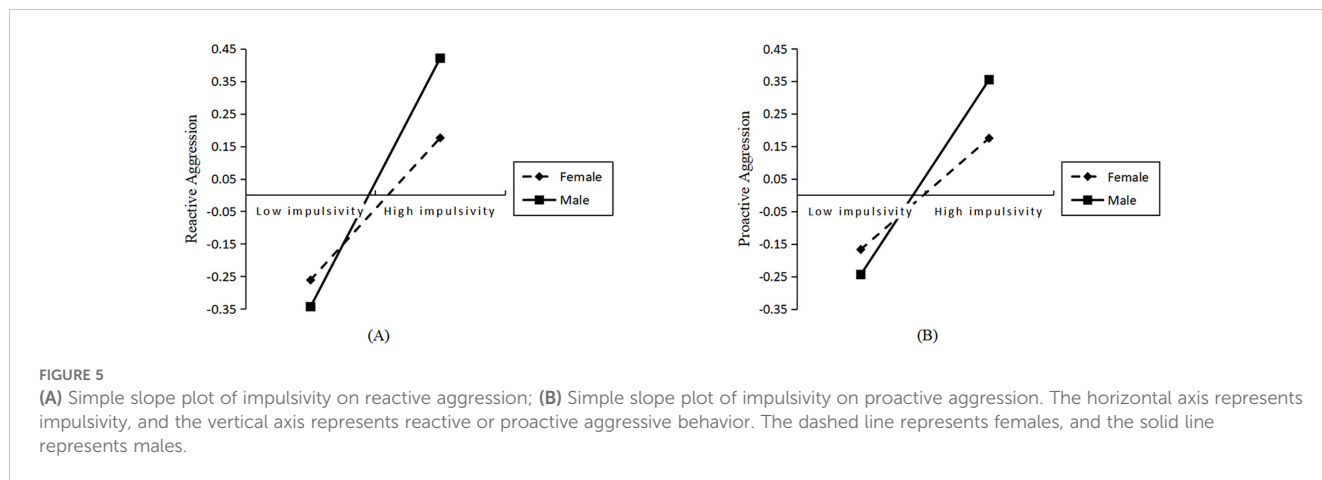 0.45
0.35
0.25
0.15
0.05
-0.05
-0.15
-0.25
-0.35
Reactive Aggression
Low impulsivity High impulsivity
Female
Male
(A)
0.45
0.35
0.25
0.15
0.05
-0.05
-0.15
-0.25
-0.35
Proactive Aggression
Low impulsivity High impulsivity
Female
Male
(B)
FIGURE 5
(A) Simple slope plot of impulsivity on reactive aggression; (B) Simple slope plot of impulsivity on proactive aggression. The horizontal axis represents
impulsivity, and the vertical axis represents reactive or proactive aggressive behavior. The dashed line represents females, and the solid line
represents males.